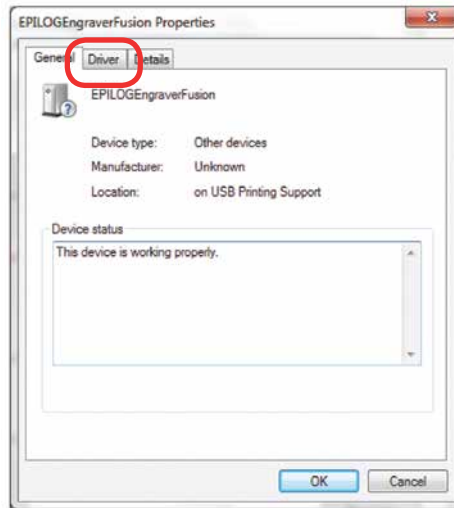 EPILOGEngraverFusion Properties
General Driver Details
EPILOGEngraverFusion
Device type: Other devices
Manufacturer: Unknown
Location: on USB Printing Support
Device status
This device is working properly.
OK Cancel